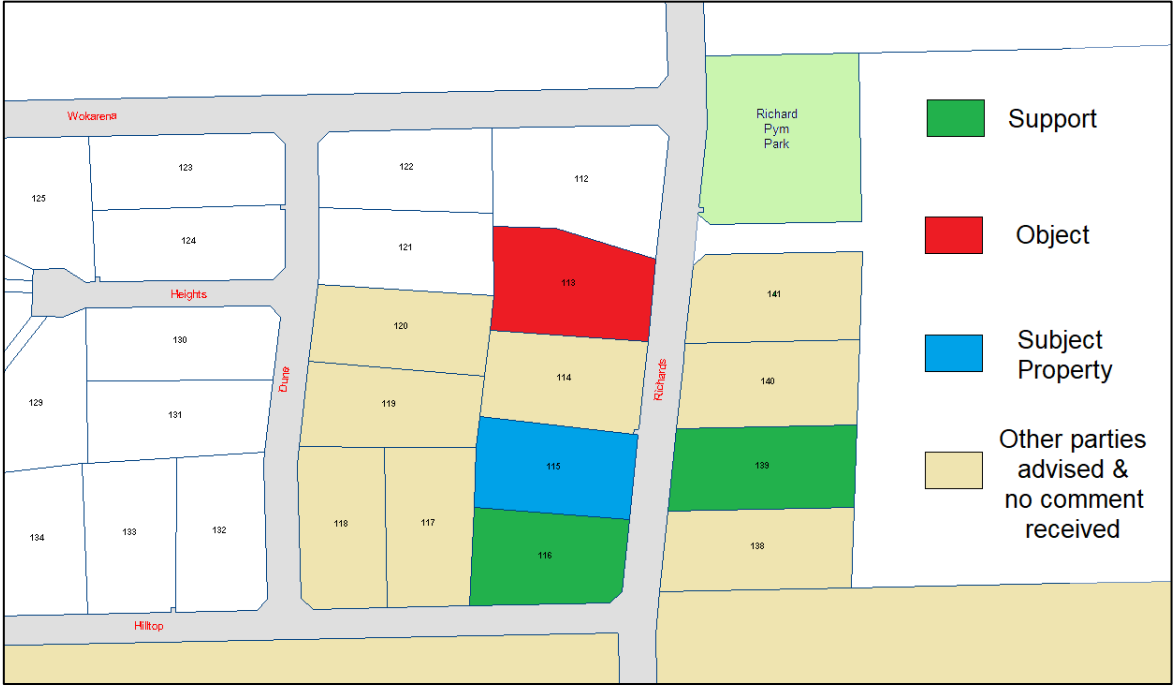 Wokarena
Richard
Pym
Park
Support
123
122
112
125
124
121
Object
113
141
Heights
120
130
Subject
Property
114
140
Dune
Richards
129
119
131
Other parties
advised &
no comment
received
115
139
118
117
132
133
134
116
138
Hilltop